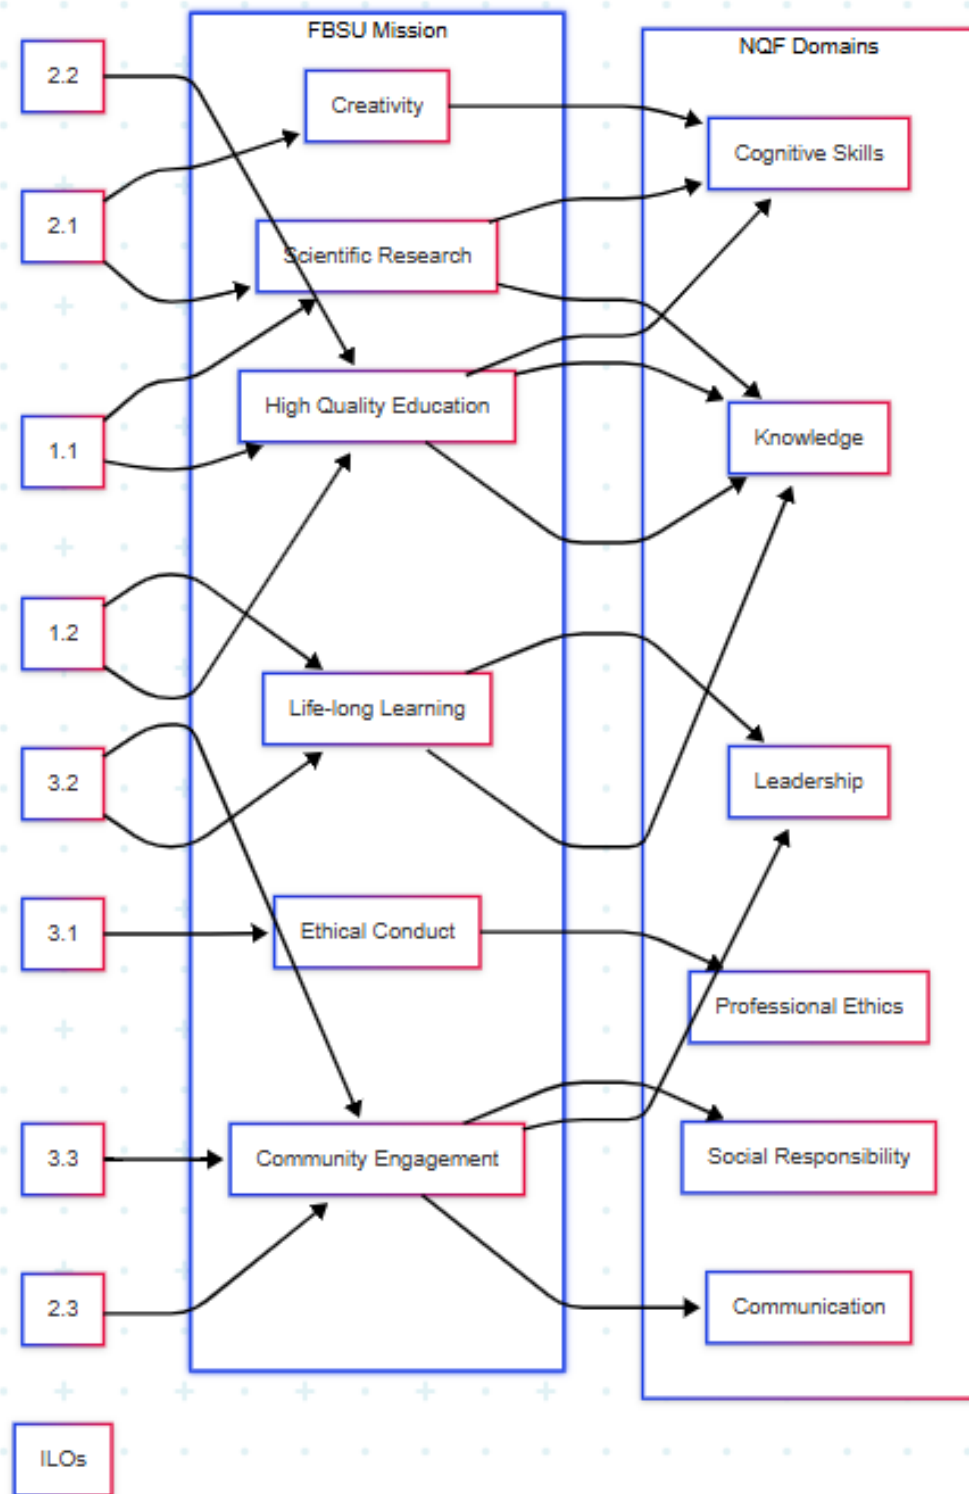 FBSU Mission
NQF Domains
2.2
Creativity
Cognitive Skills
2.1
Scientific Research
High Quality Education
Knowledge
1.1
1.2
Life-long Learning
Leadership
3.2
3.1
Ethical Conduct
Professional Ethics
3.3
Community Engagement
Social Responsibility
2.3
Communication
ILOs